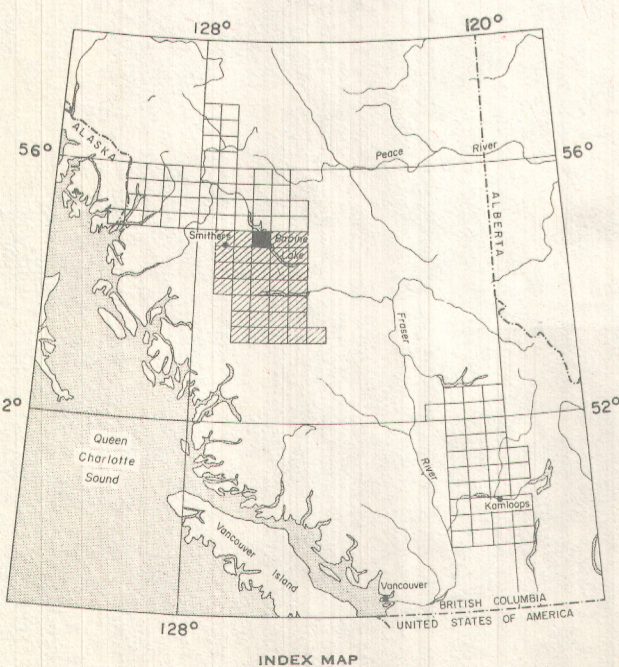 128°
120°
ALASKA
56°
Peace River
56°
ALBERTA
Smithers
Babine
Lake
Fraser
2°
52°
Queen
Charlotte
Sound
River
Kamloops
Vancouver Island
Vancouver
BRITISH COLUMBIA
UNITED STATES OF AMERICA
128°
INDEX MAP